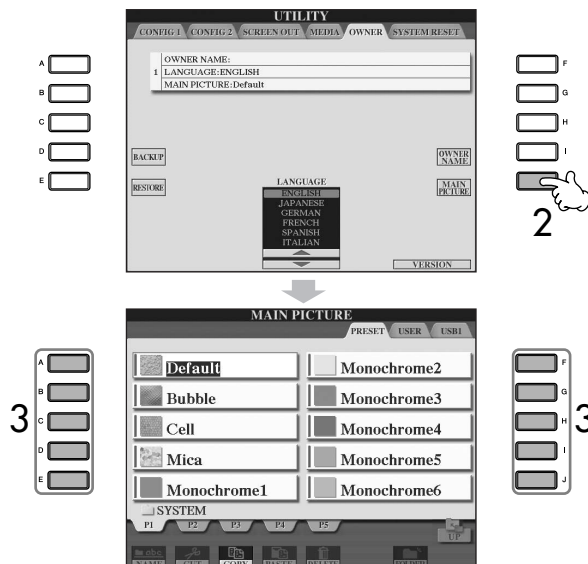 UTILITY
CONFIG 1 CONFIG 2 SCREEN OUT MEDIA OWNER SYSTEM RESET
OWNER NAME:
1 LANGUAGE:ENGLISH
MAIN PICTURE:Default
A
B
C
D
E
F
G
H
I
BACKUP
RESTORE
OWNER
NAME
MAIN
PICTURE
LANGUAGE
ENGLISH
JAPANESE
GERMAN
FRENCH
SPANISH
ITALIAN
VERSION
2
MAIN PICTURE
PRESET USER USB1
Default
Bubble
Cell
Mica
Monochrome1
Monochrome2
Monochrome3
Monochrome4
Monochrome5
Monochrome6
A
B
C
D
E
3
F
G
H
I
J
3
SYSTEM
P1 P2 P3 P4 P5
UP
NAME CUT COPY PASTE DELETE FOLDER